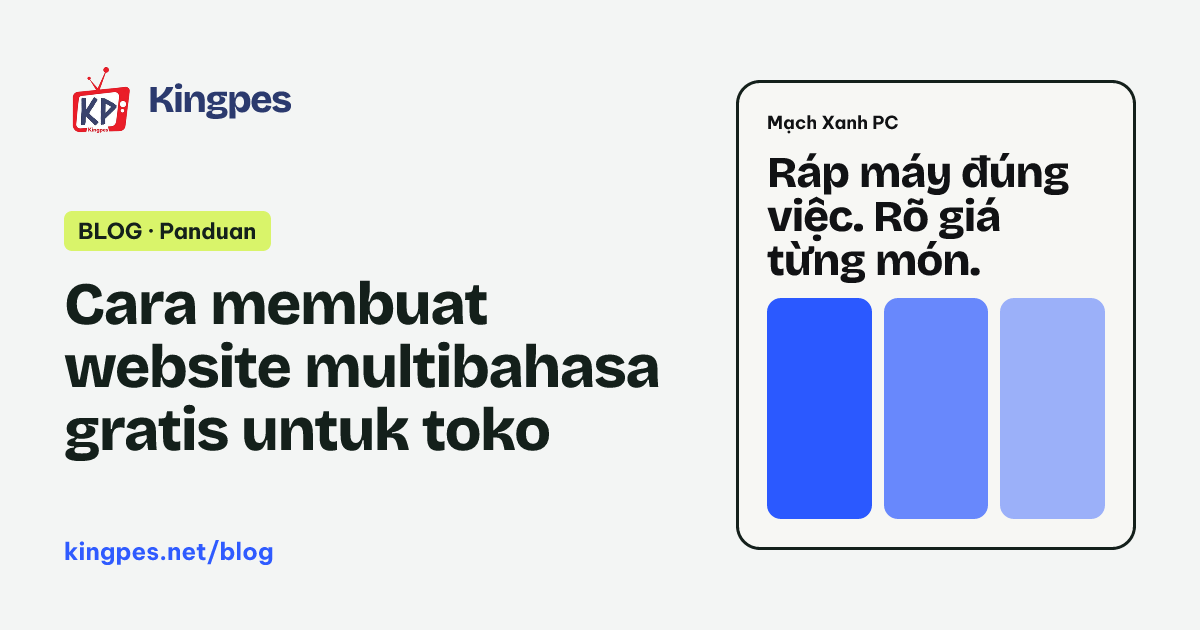 KP
Kingpes
Kingpes
BLOG · Panduan
Cara membuat
website multibahasa
gratis untuk toko
kingpes.net/blog
Mạch Xanh PC
Ráp máy đúng
việc. Rõ giá
từng món.